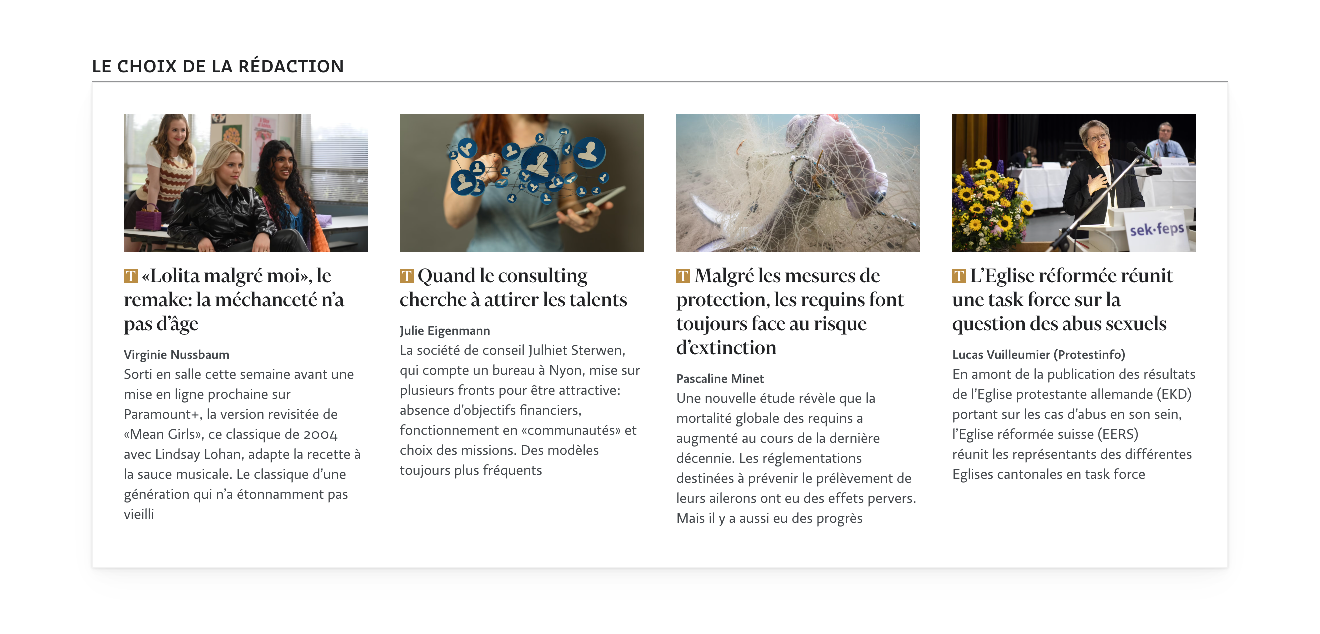 LE CHOIX DE LA RÉDACTION
sek·feps
T «Lolita malgré moi», le
remake: la méchanceté n’a
pas d’âge
Virginie Nussbaum
Sorti en salle cette semaine avant une
mise en ligne prochaine sur
Paramount+, la version revisitée de
«Mean Girls», ce classique de 2004
avec Lindsay Lohan, adapte la recette à
la sauce musicale. Le classique d’une
génération qui n’a étonnamment pas
vieilli
T Quand le consulting
cherche à attirer les talents
Julie Eigenmann
La société de conseil Julhiet Sterwen,
qui compte un bureau à Nyon, mise sur
plusieurs fronts pour être attractive:
absence d’objectifs financiers,
fonctionnement en «communautés» et
choix des missions. Des modèles
toujours plus fréquents
T Malgré les mesures de
protection, les requins font
toujours face au risque
d’extinction
Pascaline Minet
Une nouvelle étude révèle que la
mortalité globale des requins a
augmenté au cours de la dernière
décennie. Les réglementations
destinées à prévenir le prélèvement de
leurs ailerons ont eu des effets pervers.
Mais il y a aussi eu des progrès
T L’Eglise réformée réunit
une task force sur la
question des abus sexuels
Lucas Vuilleumier (Protestinfo)
En amont de la publication des résultats
de l’Eglise protestante allemande (EKD)
portant sur les cas d’abus en son sein,
l’Eglise réformée suisse (EERS)
réunit les représentants des différentes
Eglises cantonales en task force